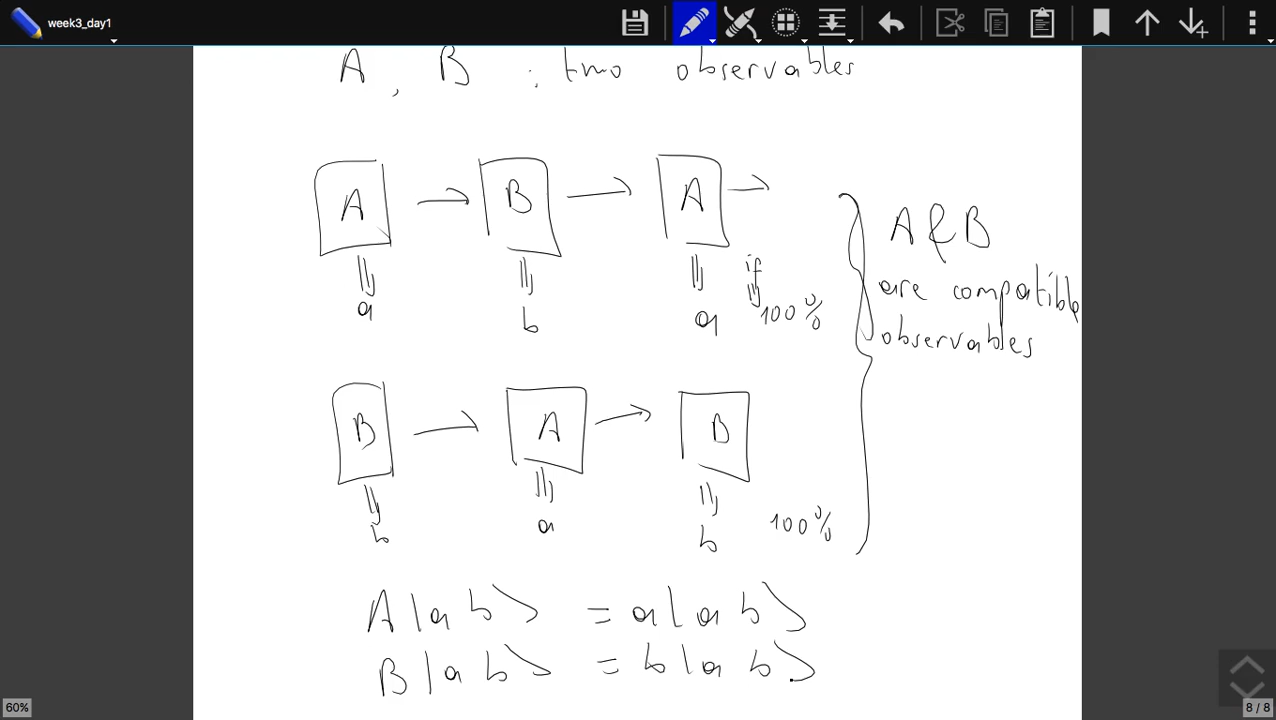 week3_day1
A, B : two observables
A → B → A →
a b a if 100%
A & B
are compatible
observables
B → A → B
b a b 100%
A|a b> = a|a b>
B|a b> = b|a b>
60%
8 / 8